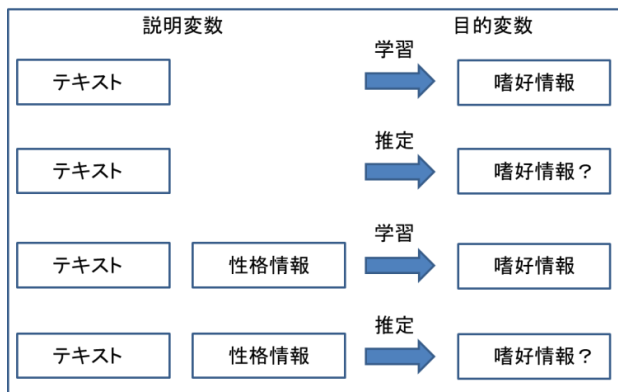 説明変数 目的変数
学習
テキスト 嗜好情報
推定
テキスト 嗜好情報？
学習
テキスト 性格情報 嗜好情報
推定
テキスト 性格情報 嗜好情報？